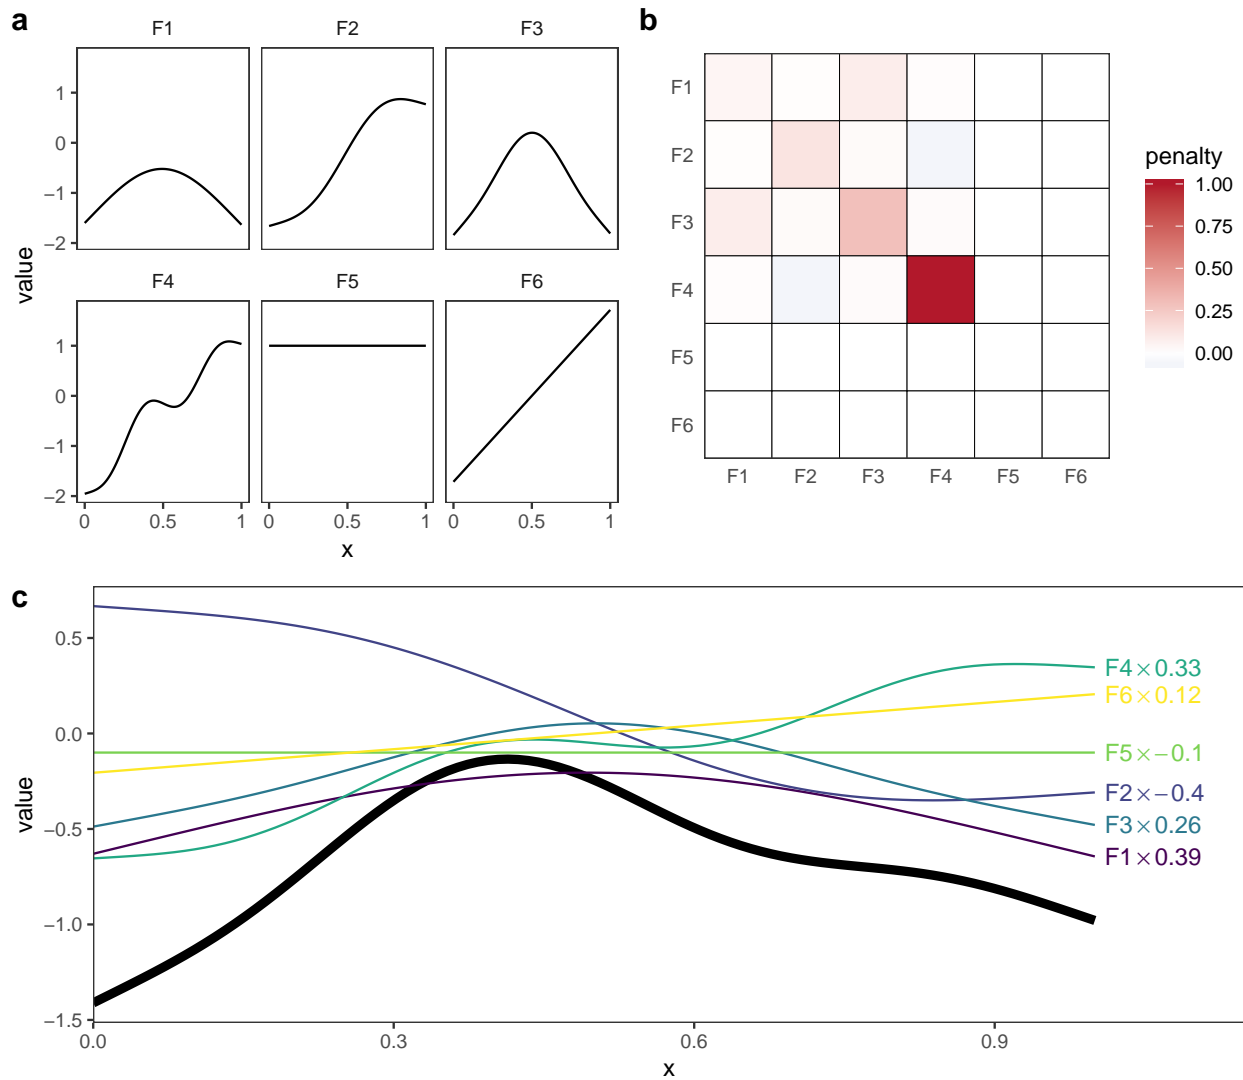 a
F1 F2 F3
1
0
−1
−2
F4 F5 F6
1
0
−1
−2
0 0.5 1 0 0.5 1 0 0.5 1
value
x
b
F1
F2
F3
F4
F5
F6
F1 F2 F3 F4 F5 F6
penalty
1.00
0.75
0.50
0.25
0.00
c
0.5
0.0
−0.5
−1.0
−1.5
value
F4×0.33
F6×0.12
F5×−0.1
F2×−0.4
F3×0.26
F1×0.39
0.0 0.3 0.6 0.9
x